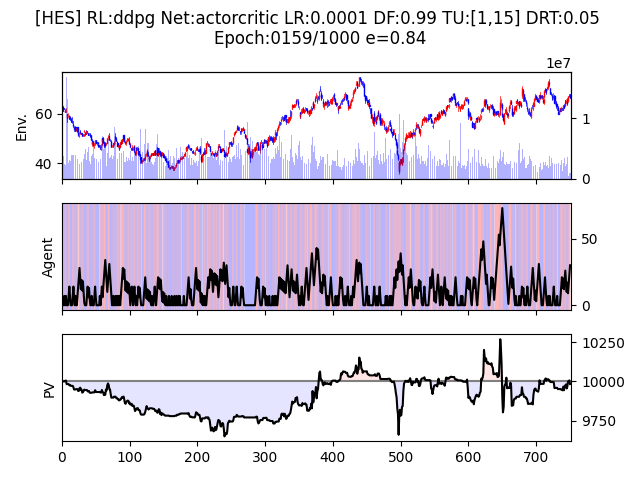 [HES] RL:ddpg Net:actorcritic LR:0.0001 DF:0.99 TU:[1,15] DRT:0.05
Epoch:0159/1000 e=0.84
1e7
Env.
60
40
1
0
Agent
50
0
PV
10250
10000
9750
0 100 200 300 400 500 600 700